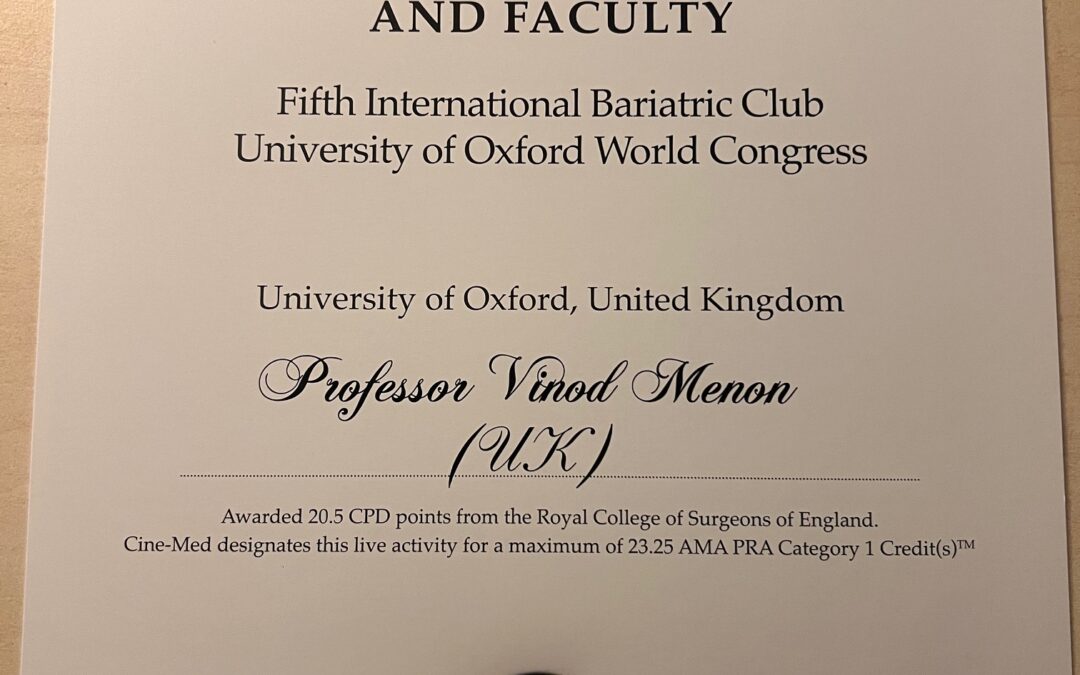 AND FACULTY
Fifth International Bariatric Club
University of Oxford World Congress
University of Oxford, United Kingdom
Professor Vinod Menon
(UK)
Awarded 20.5 CPD points from the Royal College of Surgeons of England.
Cine-Med designates this live activity for a maximum of 23.25 AMA PRA Category 1 Credit(s)™